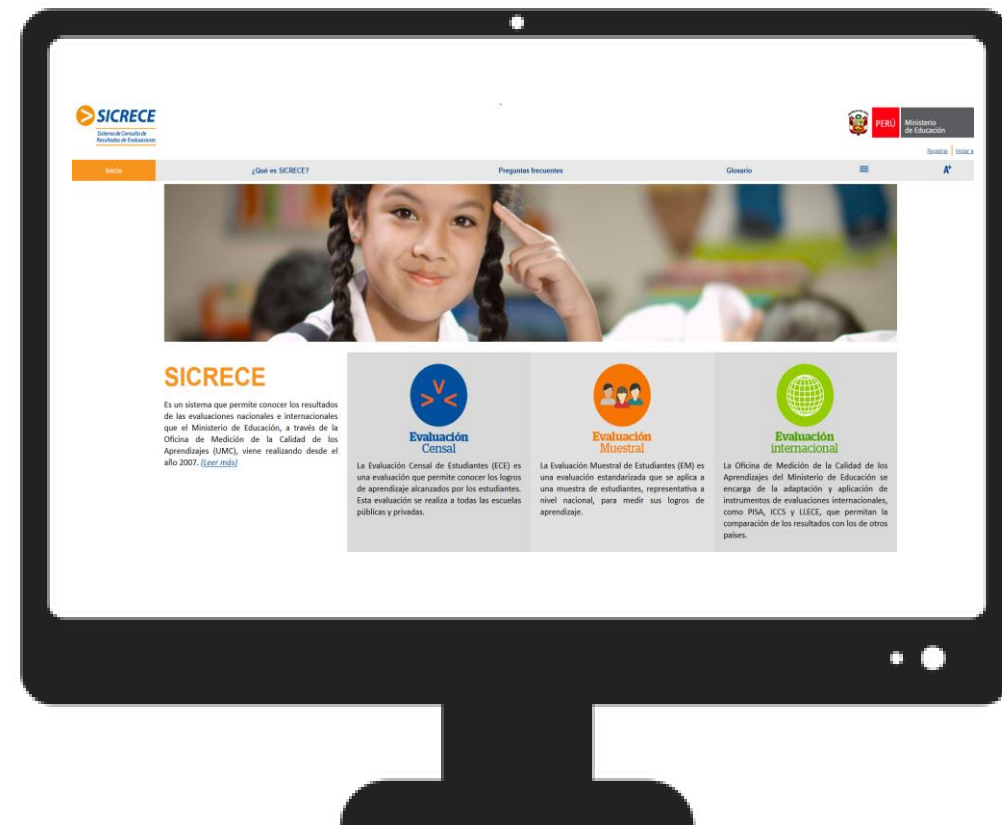 SICRECE
Sistema de Consulta de
Resultados de Evaluaciones
PERÚ
Ministerio
de Educación
Registrar
Iniciar s
Inicio
¿Qué es SICRECE?
Preguntas frecuentes
Glosario
A+
SICRECE
Es un sistema que permite conocer los resultados
de las evaluaciones nacionales e internacionales
que el Ministerio de Educación, a través de la
Oficina de Medición de la Calidad de los
Aprendizajes (UMC), viene realizando desde el
año 2007. (Leer más)
Evaluación
Censal
La Evaluación Censal de Estudiantes (ECE) es
una evaluación que permite conocer los logros
de aprendizaje alcanzados por los estudiantes.
Esta evaluación se realiza a todas las escuelas
públicas y privadas.
Evaluación
Muestral
La Evaluación Muestral de Estudiantes (EM) es
una evaluación estandarizada que se aplica a
una muestra de estudiantes, representativa a
nivel nacional, para medir sus logros de
aprendizaje.
Evaluación
internacional
La Oficina de Medición de la Calidad de los
Aprendizajes del Ministerio de Educación se
encarga de la adaptación y aplicación de
instrumentos de evaluaciones internacionales,
como PISA, ICCS y LLECE, que permitan la
comparación de los resultados con los de otros
países.